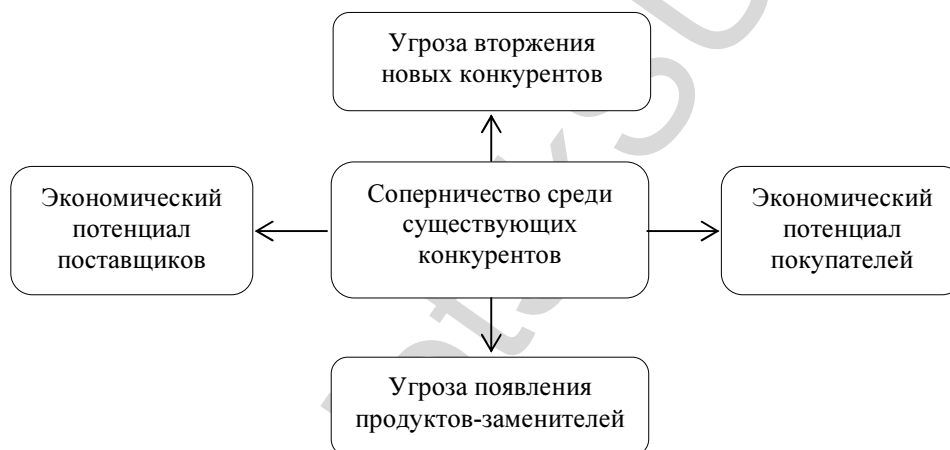 Угроза вторжения
новых конкурентов
Экономический
потенциал
поставщиков
Соперничество среди
существующих
конкурентов
Экономический
потенциал
покупателей
Угроза появления
продуктов-заменителей